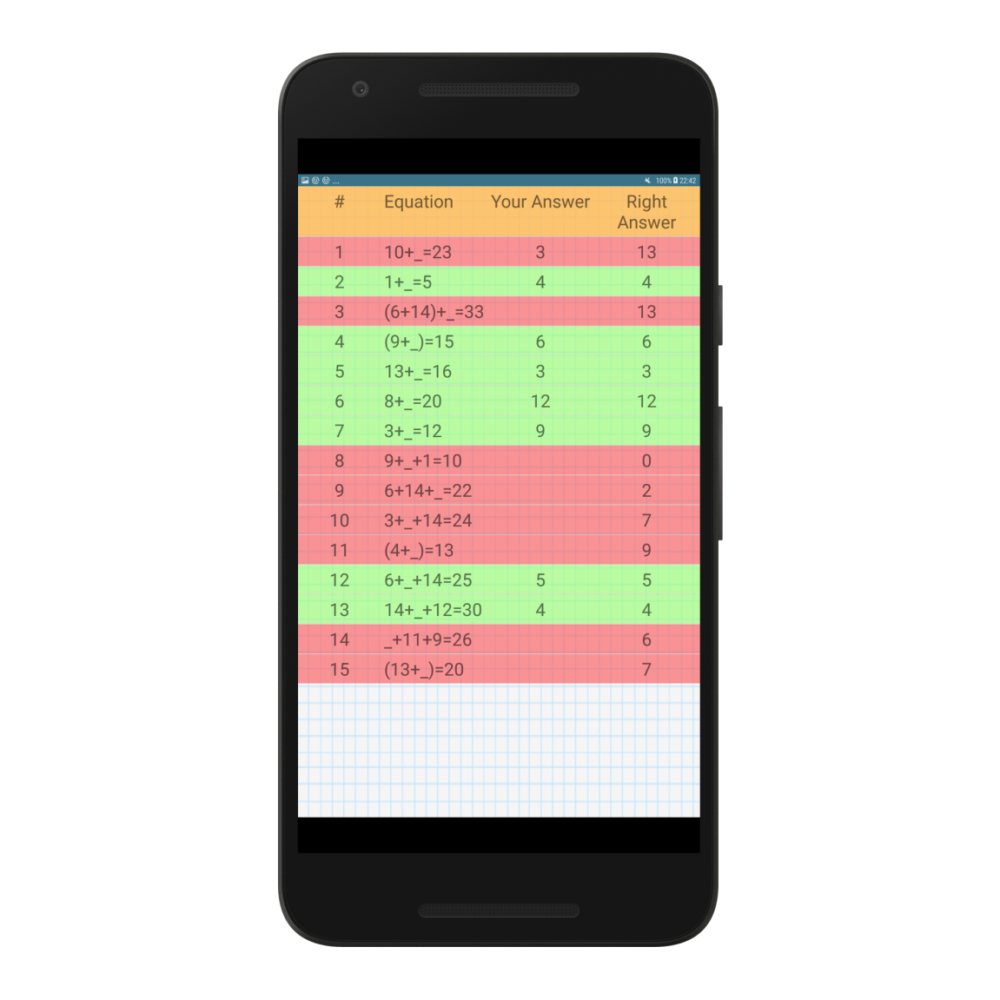 ... 100% 22:42
# Equation Your Answer Right
Answer
1 10+_=23 3 13
2 1+_=5 4 4
3 (6+14)+_=33 13
4 (9+_)=15 6 6
5 13+_=16 3 3
6 8+_=20 12 12
7 3+_=12 9 9
8 9+_+1=10 0
9 6+14+_=22 2
10 3+_+14=24 7
11 (4+_)=13 9
12 6+_+14=25 5 5
13 14+_+12=30 4 4
14 _+11+9=26 6
15 (13+_)=20 7